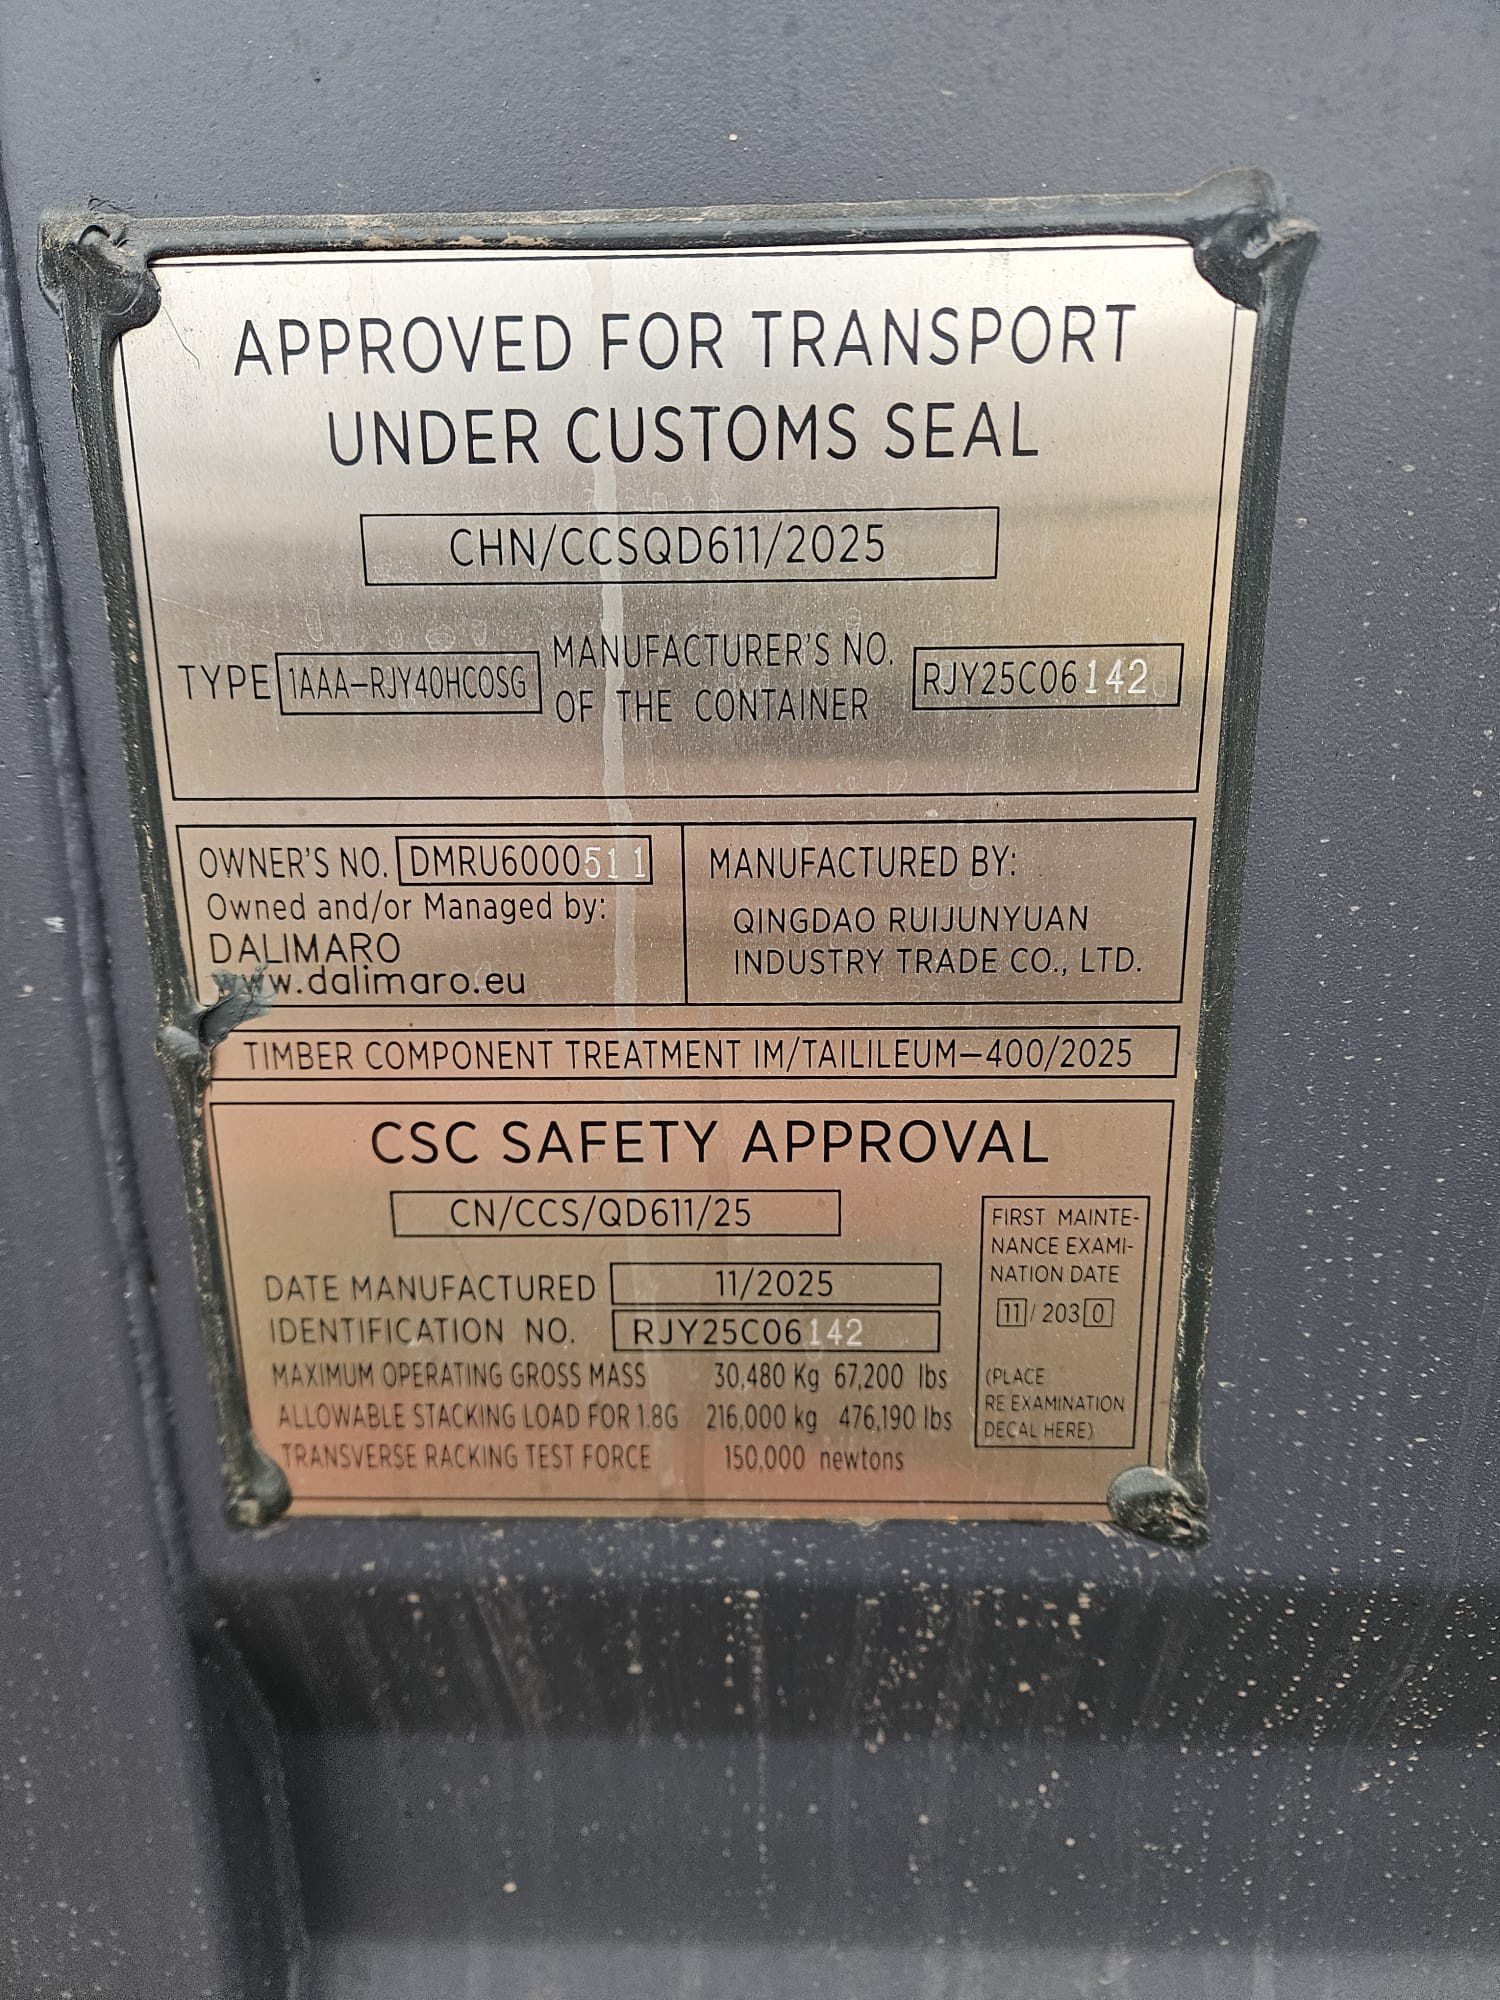 APPROVED FOR TRANSPORT
UNDER CUSTOMS SEAL
CHN/CCSQD611/2025
TYPE 1AAA-RJY40HC0SG MANUFACTURER'S NO. OF THE CONTAINER RJY25C06142
OWNER'S NO. DMRU6000511
Owned and/or Managed by:
DALIMARO
www.dalimaro.eu
MANUFACTURED BY:
QINGDAO RUIJUNYUAN
INDUSTRY TRADE CO., LTD.
TIMBER COMPONENT TREATMENT IM/TAILILEUM-400/2025
CSC SAFETY APPROVAL
CN/CCS/QD611/25
DATE MANUFACTURED 11/2025
IDENTIFICATION NO. RJY25C06142
MAXIMUM OPERATING GROSS MASS 30,480 Kg 67,200 lbs
ALLOWABLE STACKING LOAD FOR 1.8G 216,000 kg 476,190 lbs
TRANSVERSE RACKING TEST FORCE 150,000 newtons
FIRST MAINTE-
NANCE EXAMI-
NATION DATE
11/2030
(PLACE
RE EXAMINATION
DECAL HERE)